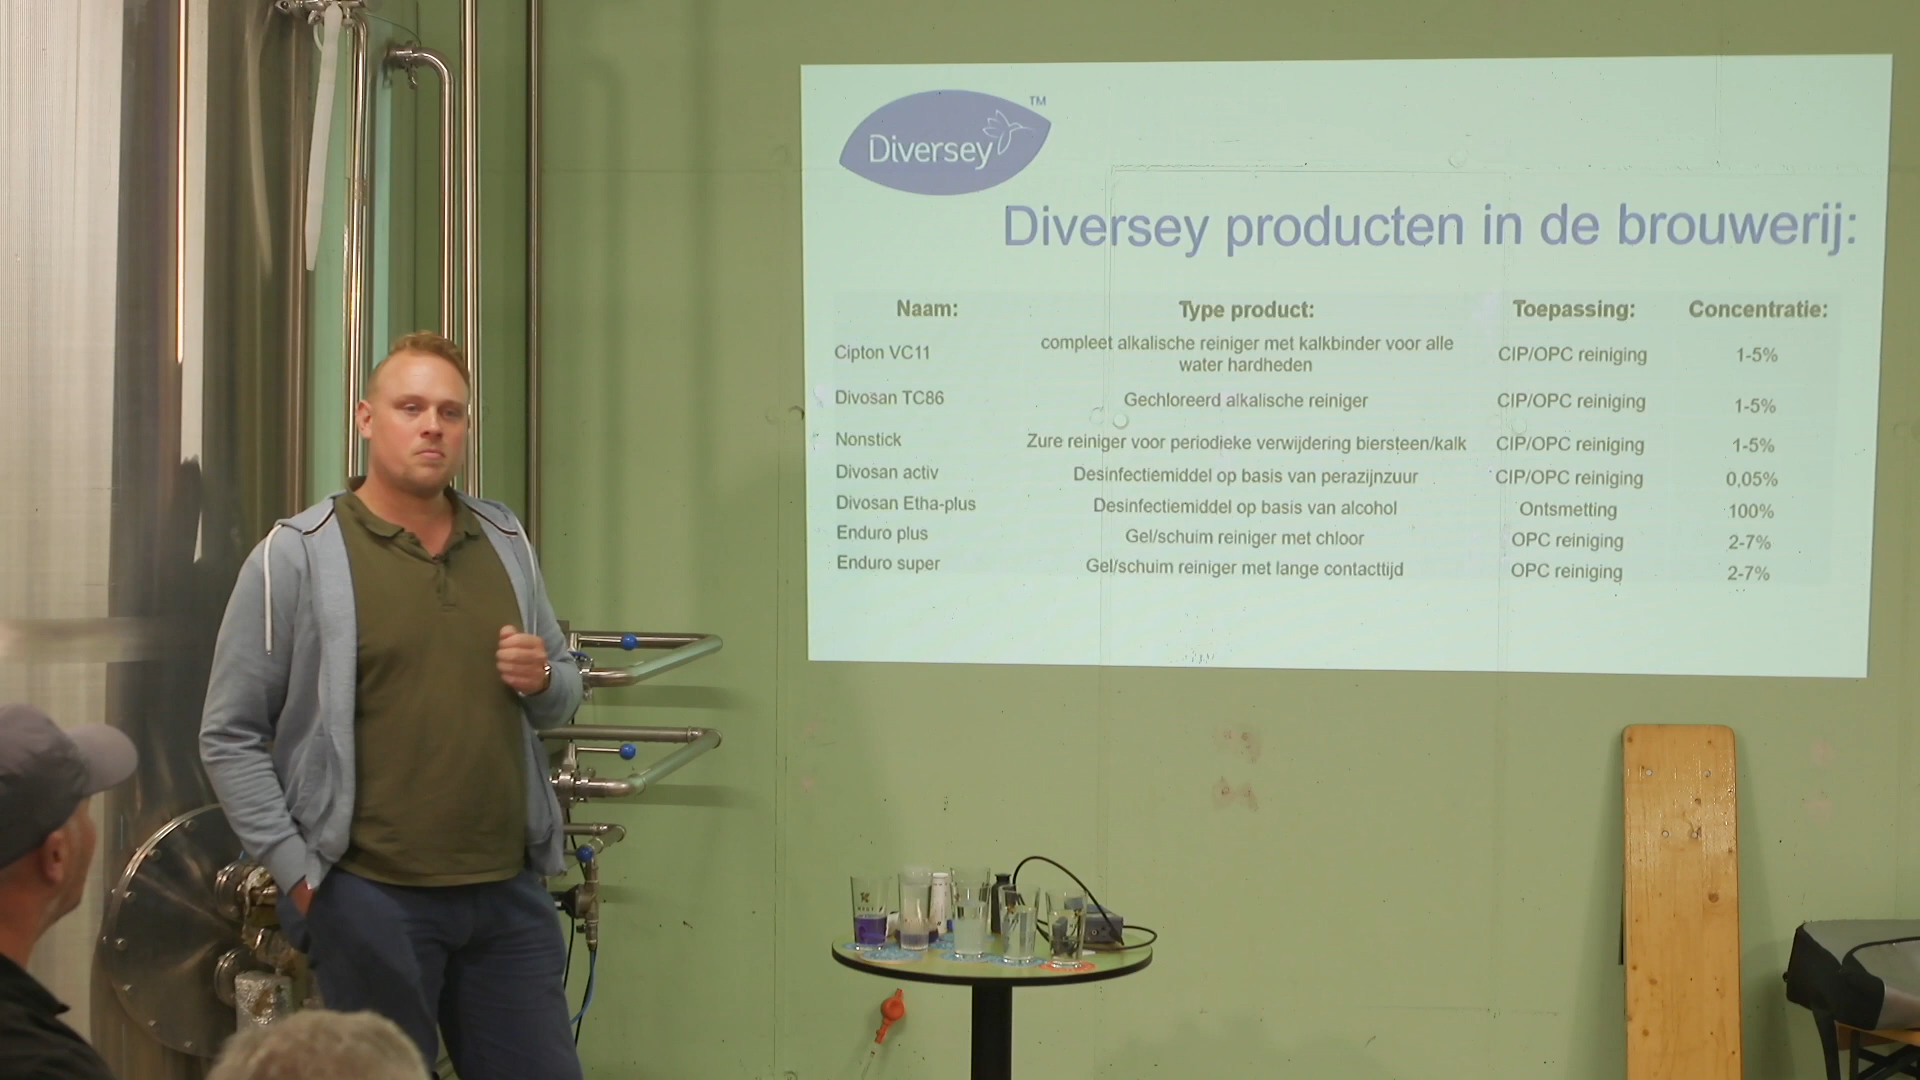 Diversey TM
Diversey producten in de brouwerij:
Naam: Type product: Toepassing: Concentratie:
Cipton VC11 compleet alkalische reiniger met kalkbinder voor alle water hardheden CIP/OPC reiniging 1-5%
Divosan TC86 Gechloreerd alkalische reiniger CIP/OPC reiniging 1-5%
Nonstick Zure reiniger voor periodieke verwijdering biersteen/kalk CIP/OPC reiniging 1-5%
Divosan activ Desinfectiemiddel op basis van perazijnzuur CIP/OPC reiniging 0,05%
Divosan Etha-plus Desinfectiemiddel op basis van alcohol Ontsmetting 100%
Enduro plus Gel/schuim reiniger met chloor OPC reiniging 2-7%
Enduro super Gel/schuim reiniger met lange contacttijd OPC reiniging 2-7%